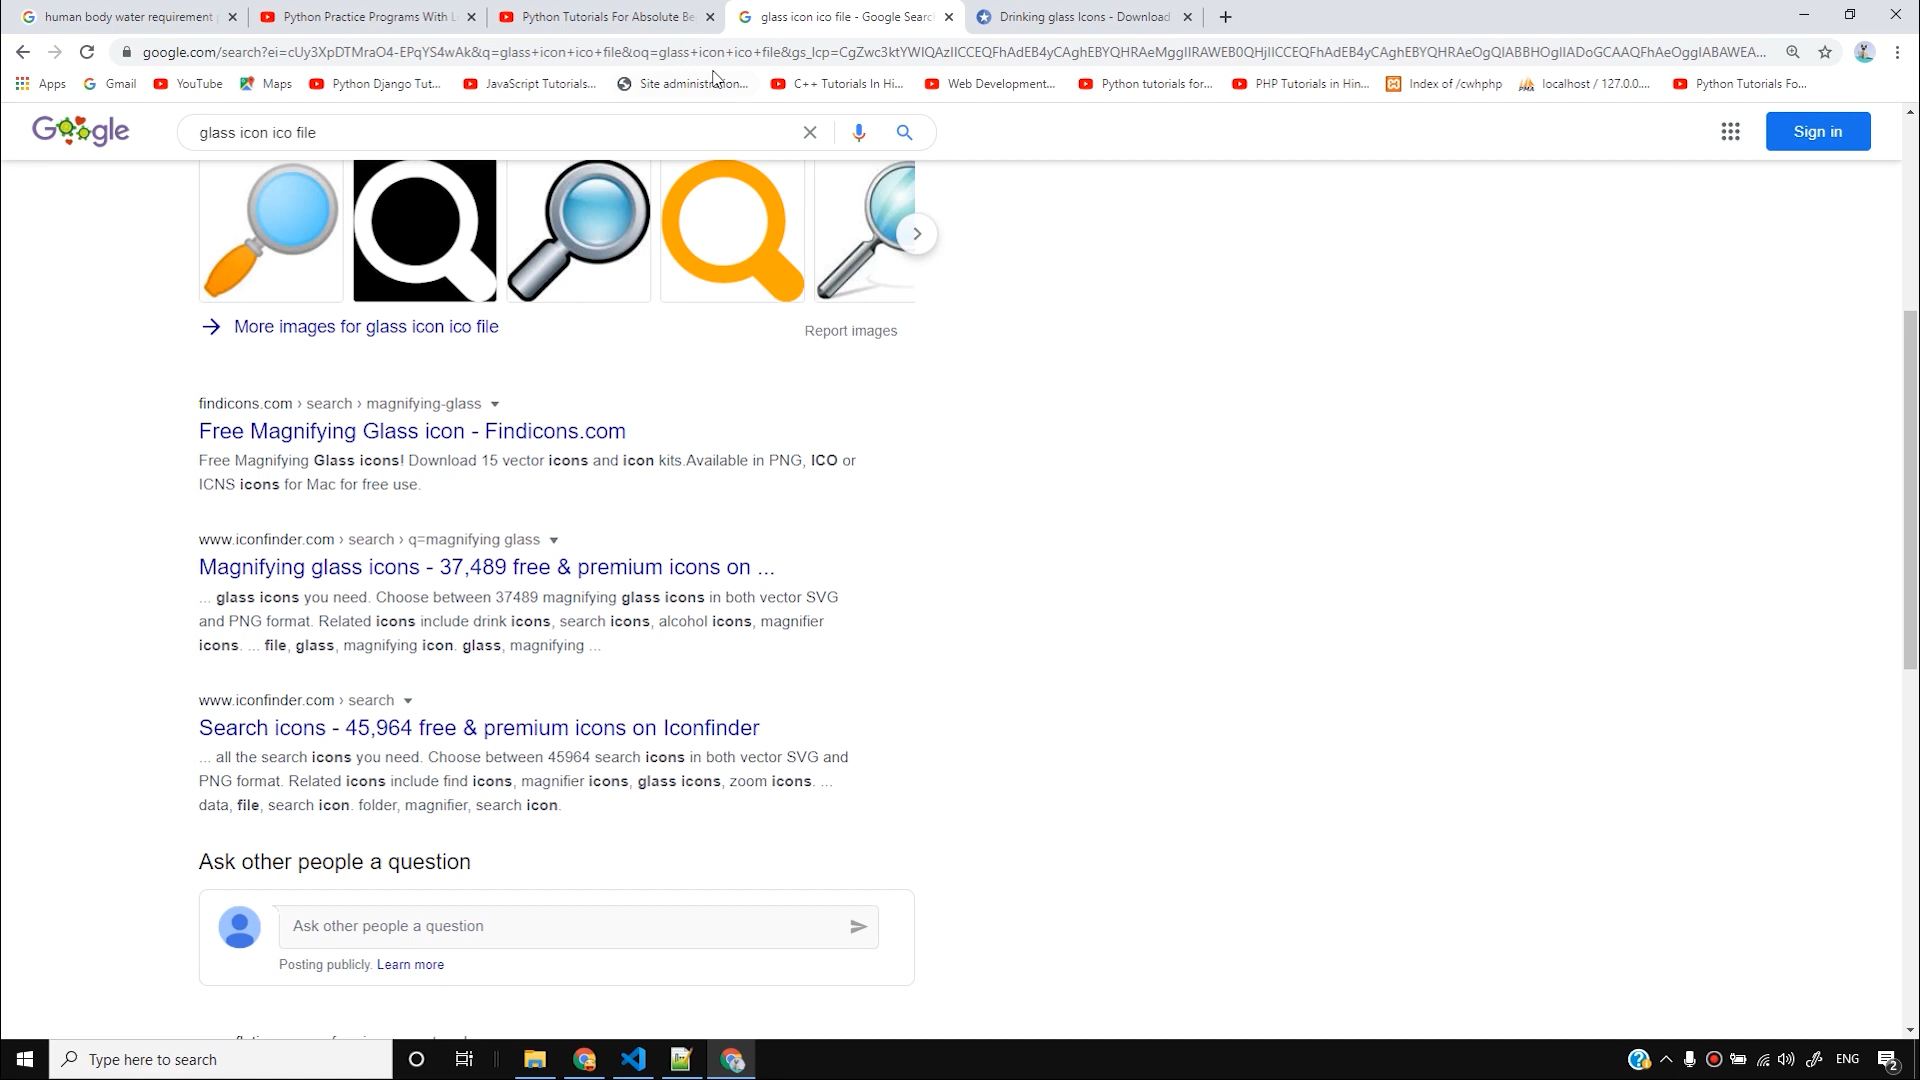 human body water requirement
Python Practice Programs With L
Python Tutorials For Absolute Be
glass icon ico file - Google Search
Drinking glass Icons - Download
google.com/search?ei=cUy3XpDTMraO4-EPqYS4wAk&q=glass+icon+ico+file&oq=glass+icon+ico+file&gs_lcp=
Apps
Gmail
YouTube
Maps
Python Django Tut...
JavaScript Tutorials...
Site administration...
C++ Tutorials In Hi...
Web Development...
Python tutorials for...
PHP Tutorials in Hin...
Index of /cwhphp
localhost / 127.0.0....
Python Tutorials Fo...
Google
glass icon ico file
Sign in
More images for glass icon ico file
Report images
findicons.com › search › magnifying-glass
Free Magnifying Glass icon - Findicons.com
Free Magnifying Glass icons! Download 15 vector icons and icon kits.Available in PNG, ICO or
ICNS icons for Mac for free use.
www.iconfinder.com › search › q=magnifying glass
Magnifying glass icons - 37,489 free & premium icons on ...
... glass icons you need. Choose between 37489 magnifying glass icons in both vector SVG
and PNG format. Related icons include drink icons, search icons, alcohol icons, magnifier
icons. ... file, glass, magnifying icon. glass, magnifying ...
www.iconfinder.com › search
Search icons - 45,964 free & premium icons on Iconfinder
... all the search icons you need. Choose between 45964 search icons in both vector SVG and
PNG format. Related icons include find icons, magnifier icons, glass icons, zoom icons. ...
data, file, search icon. folder, magnifier, search icon.
Ask other people a question
Ask other people a question
Posting publicly. Learn more
Type here to search
ENG
2